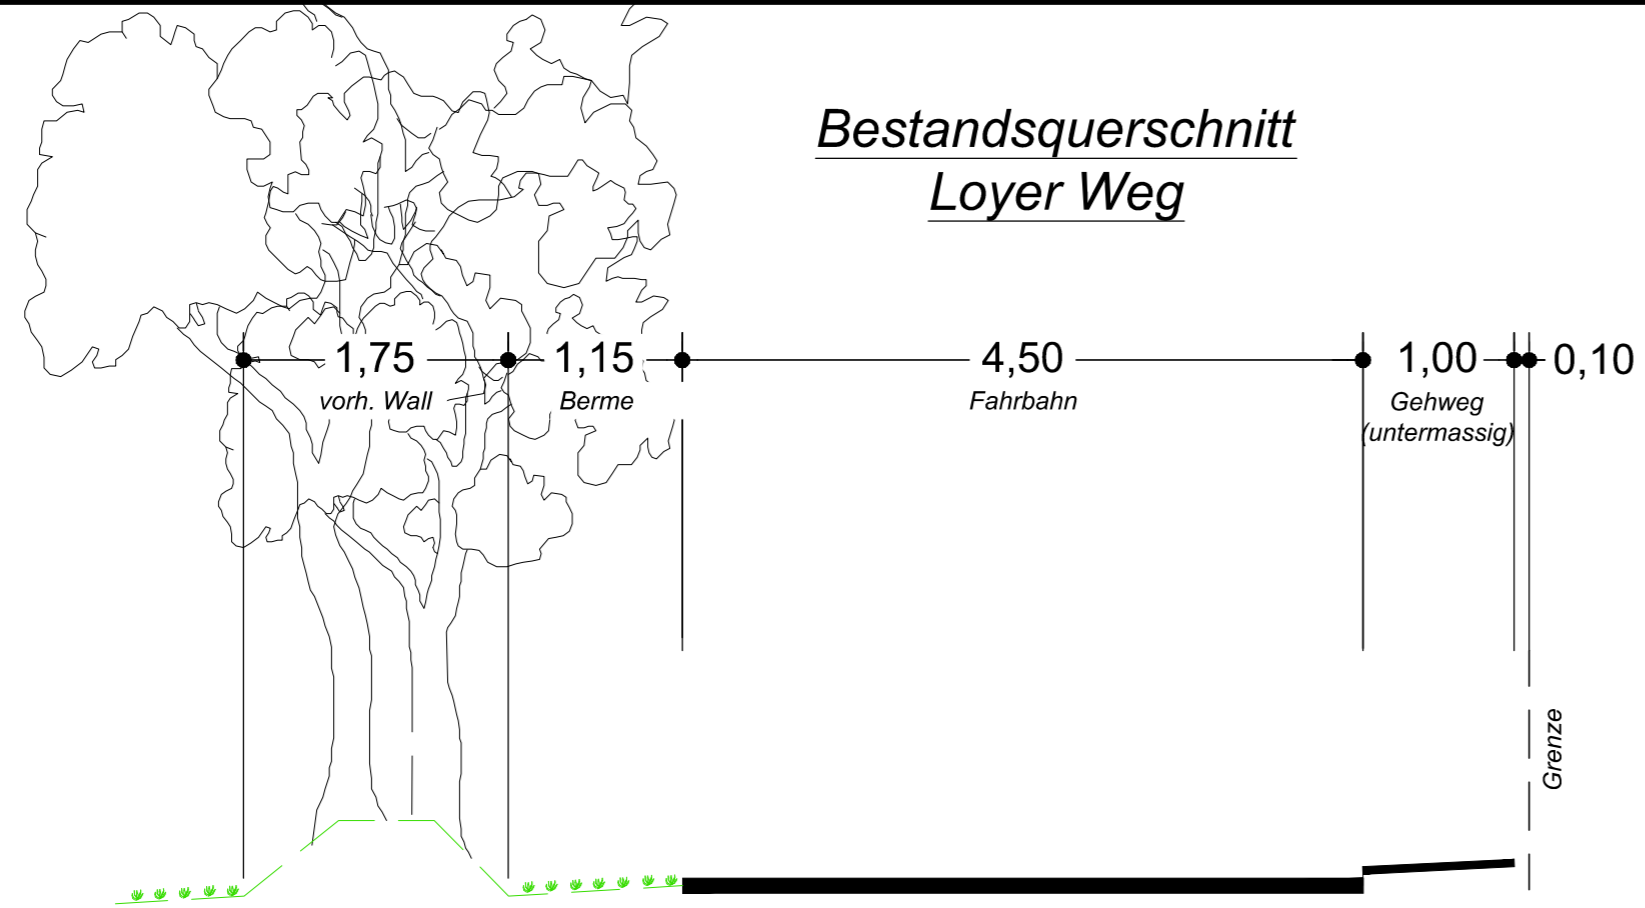 Bestandsquerschnitt
Loyer Weg
1,75 1,15 4,50 1,00 0,10
vorh. Wall Berme Fahrbahn Gehweg
(untermassig)
Grenze